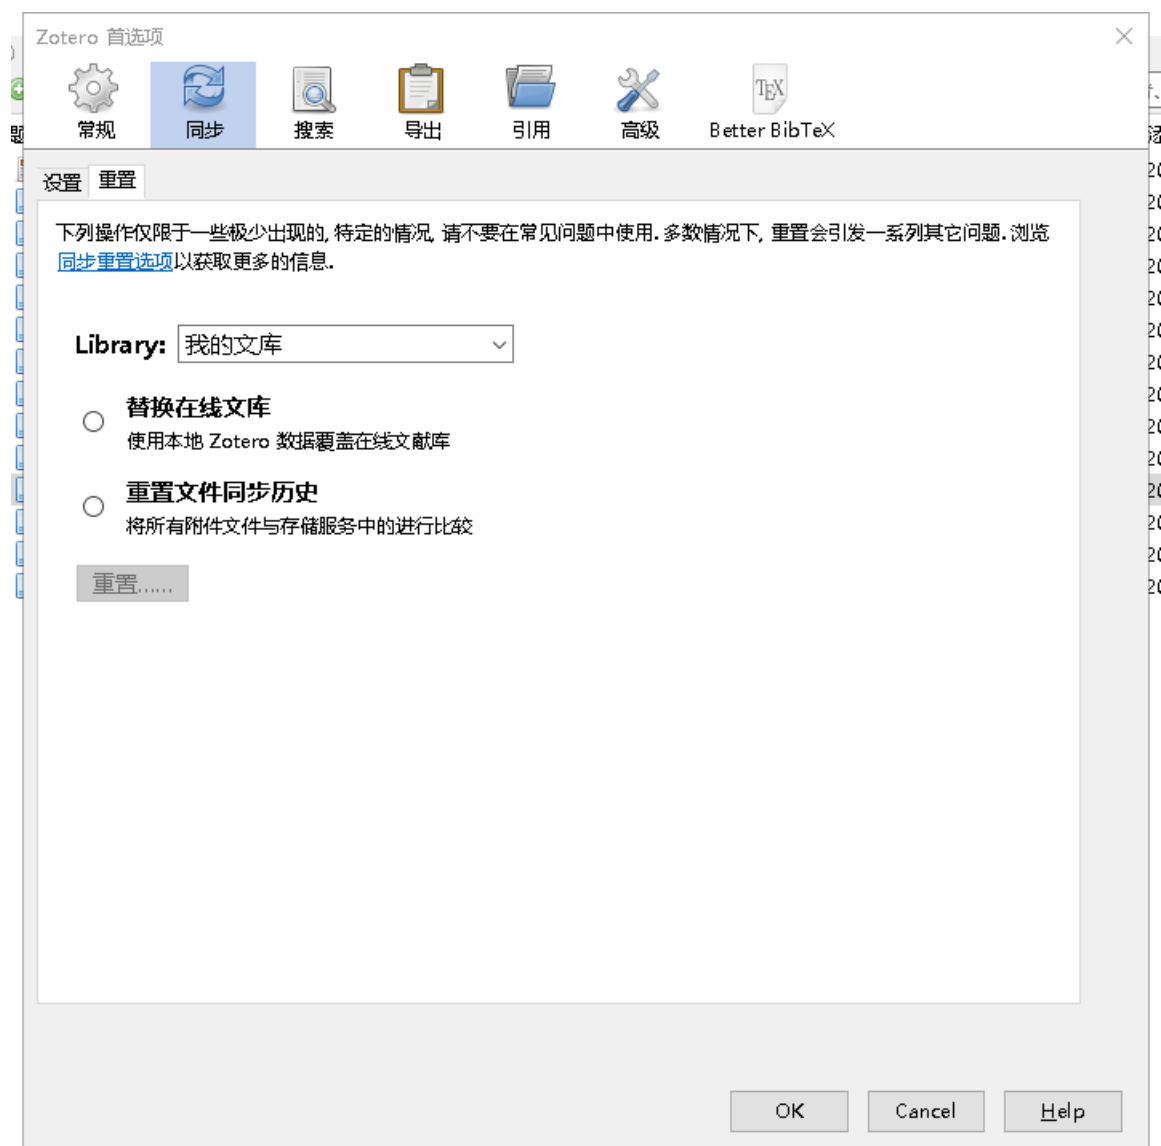 Zotero 首选项
常规 同步 搜索 导出 引用 高级 Better BibTeX
设置 重置
下列操作仅限于一些极少出现的, 特定的情况, 请不要在常见问题中使用. 多数情况下, 重置会引发一系列其它问题. 浏览
同步重置选项以获取更多的信息.
Library: 我的文库
替换在线文库
使用本地 Zotero 数据覆盖在线文献库
重置文件同步历史
将所有附件文件与存储服务中的进行比较
重置......
OK Cancel Help